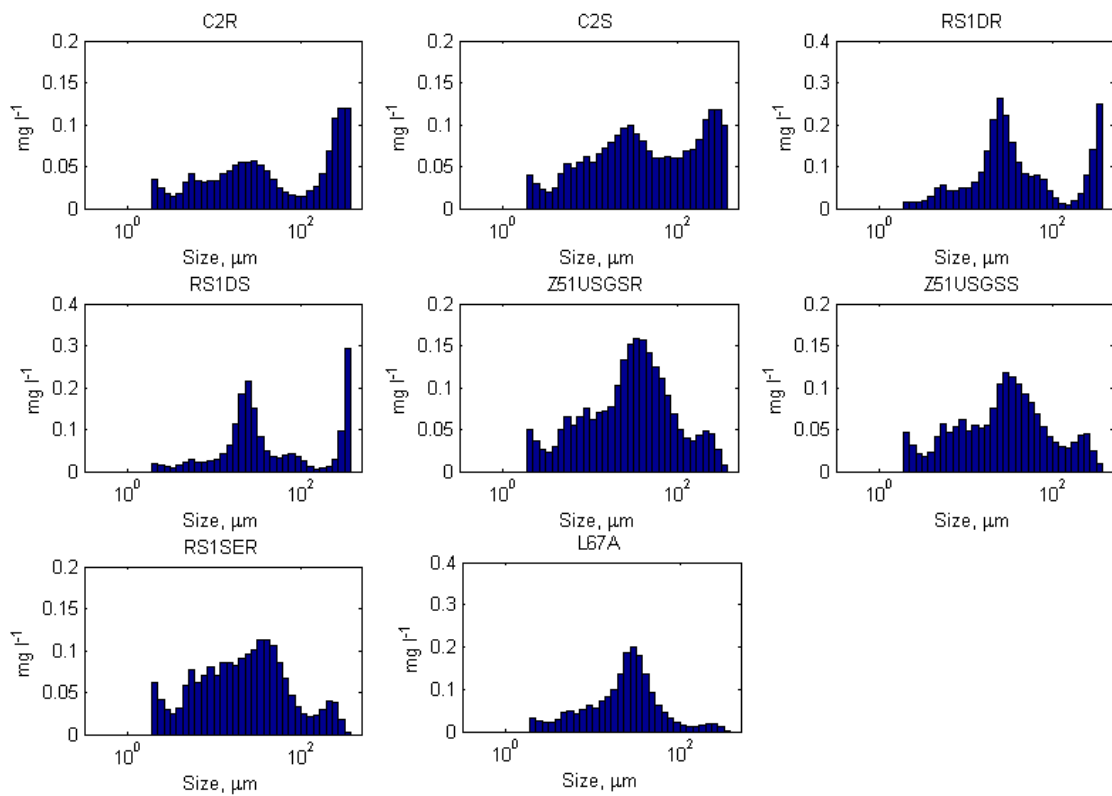 C2R
0.2
0.15
0.1
0.05
0
mg l-1
10^0
10^2
Size, μm
C2S
0.2
0.15
0.1
0.05
0
mg l-1
10^0
10^2
Size, μm
RS1DR
0.4
0.3
0.2
0.1
0
mg l-1
10^0
10^2
Size, μm
RS1DS
0.4
0.3
0.2
0.1
0
mg l-1
10^0
10^2
Size, μm
Z51USGSR
0.2
0.15
0.1
0.05
0
mg l-1
10^0
10^2
Size, μm
Z51USGSS
0.2
0.15
0.1
0.05
0
mg l-1
10^0
10^2
Size, μm
RS1SER
0.2
0.15
0.1
0.05
0
mg l-1
10^0
10^2
Size, μm
L67A
0.4
0.3
0.2
0.1
0
mg l-1
10^0
10^2
Size, μm